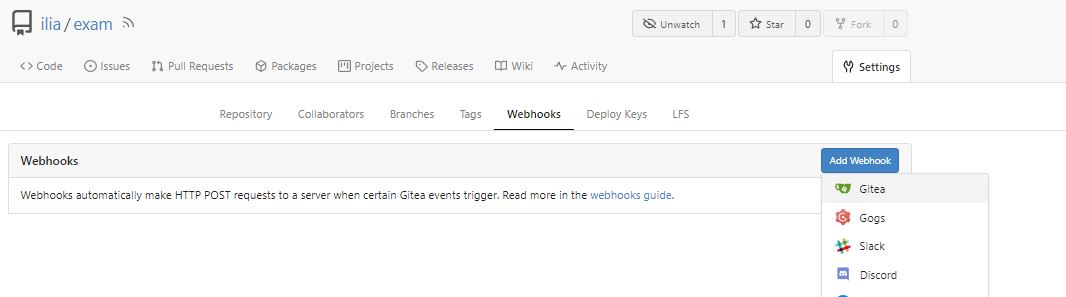 ilia / exam
Unwatch 1 Star 0 Fork 0
Code Issues Pull Requests Packages Projects Releases Wiki Activity Settings
Repository Collaborators Branches Tags Webhooks Deploy Keys LFS
Webhooks Add Webhook
Webhooks automatically make HTTP POST requests to a server when certain Gitea events trigger. Read more in the webhooks guide.
Gitea
Gogs
Slack
Discord